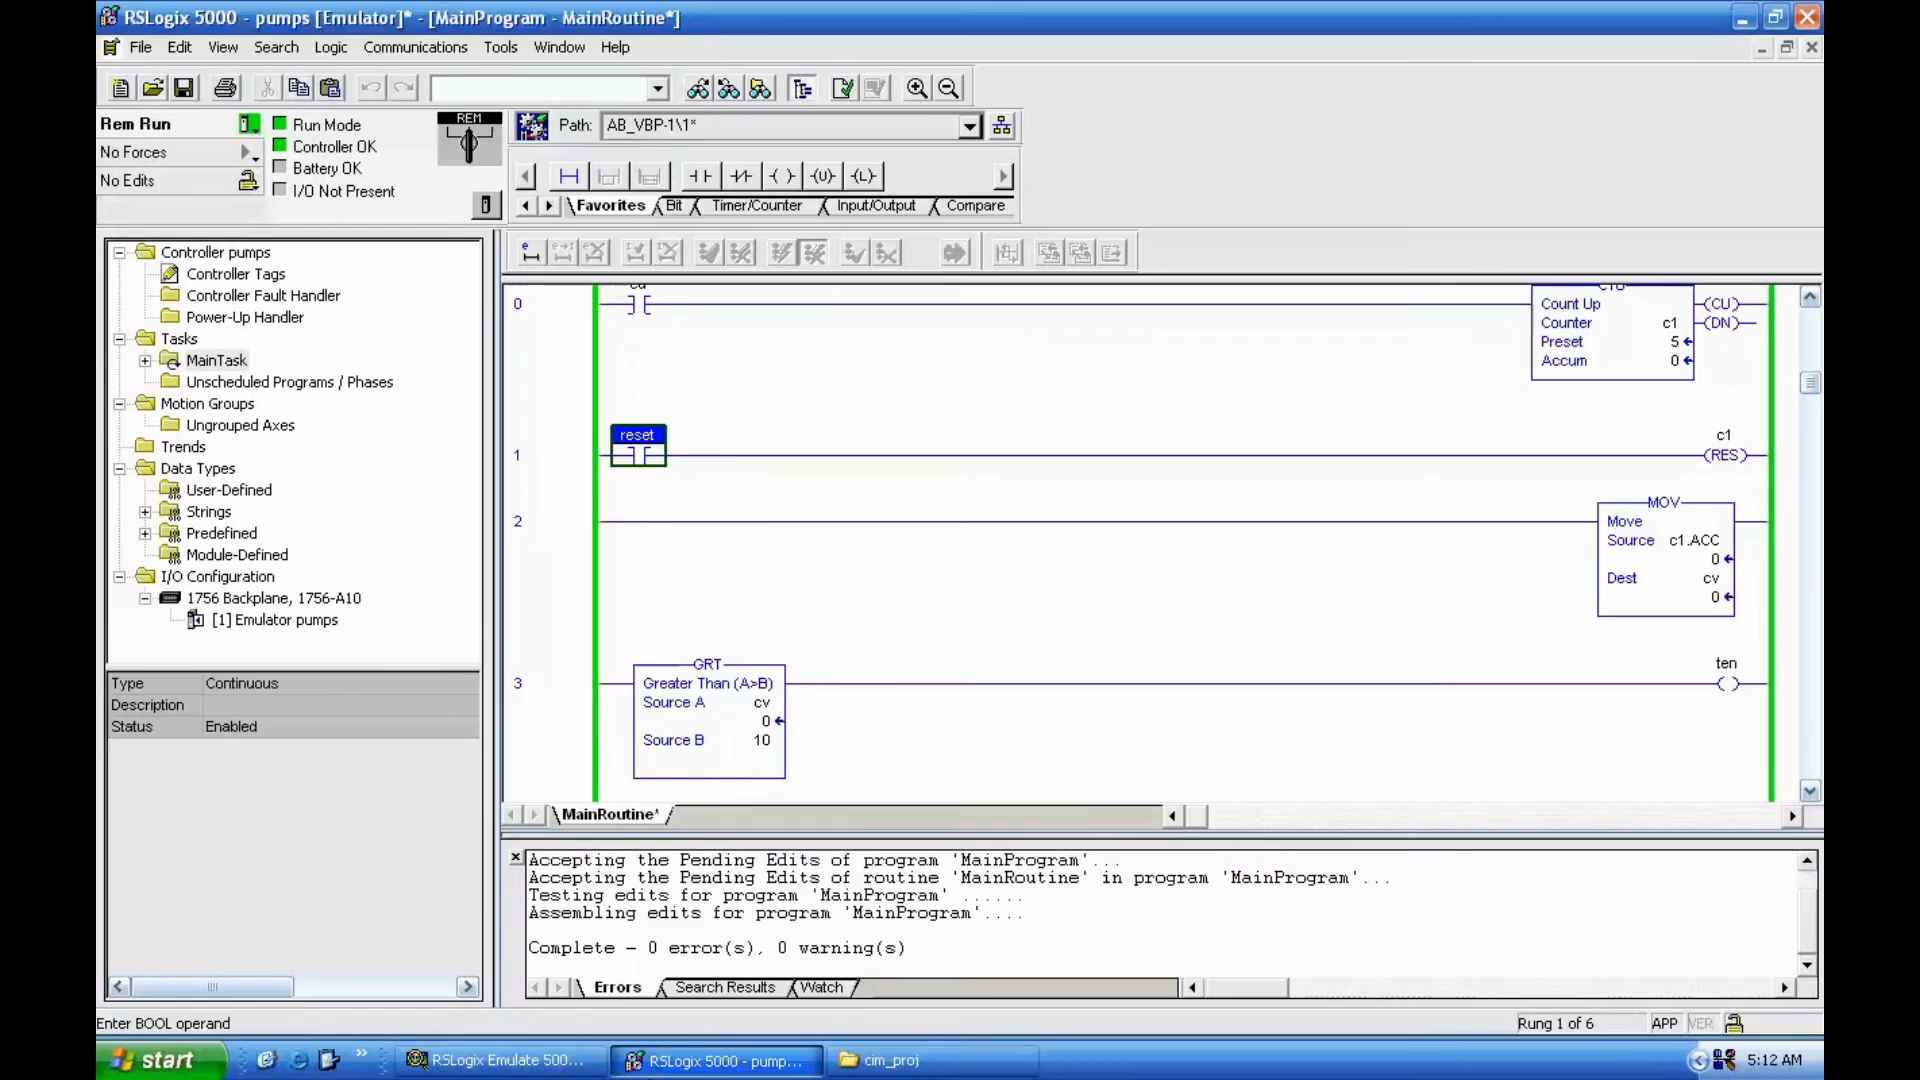 RSLogix 5000 - pumps [Emulator]* - [MainProgram - MainRoutine*]
File Edit View Search Logic Communications Tools Window Help
Rem Run
No Forces
No Edits
Run Mode
Controller OK
Battery OK
I/O Not Present
REM
Path: AB_VBP-1\1*
Favorites Bit Timer/Counter Input/Output Compare
Controller pumps
Controller Tags
Controller Fault Handler
Power-Up Handler
Tasks
MainTask
Unscheduled Programs / Phases
Motion Groups
Ungrouped Axes
Trends
Data Types
User-Defined
Strings
Predefined
Module-Defined
I/O Configuration
1756 Backplane, 1756-A10
[1] Emulator pumps
Type Continuous
Description
Status Enabled
0
Count Up
Counter c1
Preset 5
Accum 0
(CU)
(DN)
1
reset
c1
(RES)
2
MOV
Move
Source c1.ACC
0
Dest cv
0
3
GRT
Greater Than (A>B)
Source A cv
0
Source B 10
ten
MainRoutine*
Accepting the Pending Edits of program 'MainProgram'...
Accepting the Pending Edits of routine 'MainRoutine' in program 'MainProgram'...
Testing edits for program 'MainProgram' ......
Assembling edits for program 'MainProgram'....
Complete - 0 error(s), 0 warning(s)
Errors Search Results Watch
Enter BOOL operand
Rung 1 of 6 APP VER
start
RSLogix Emulate 500...
RSLogix 5000 - pump...
cim_proj
5:12 AM